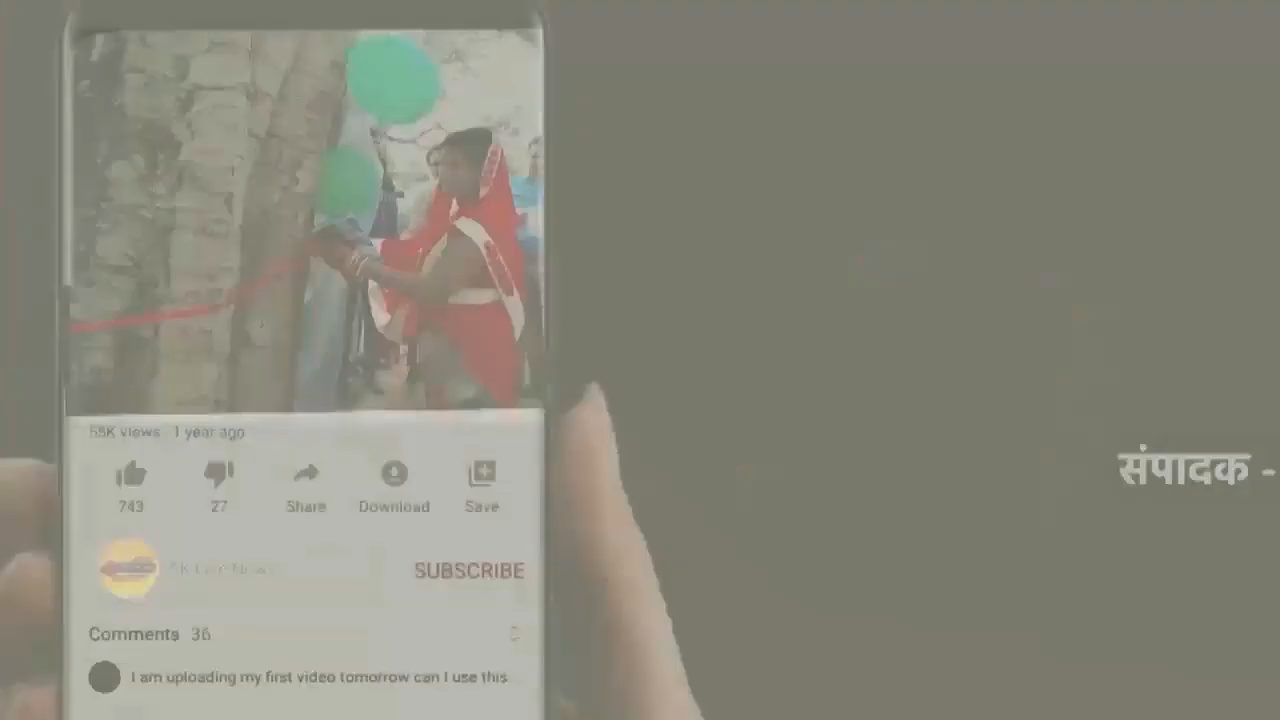 55K views · 1 year ago
743
27
Share
Download
Save
SUBSCRIBE
Comments 36
I am uploading my first video tomorrow can I use this
संपादक -